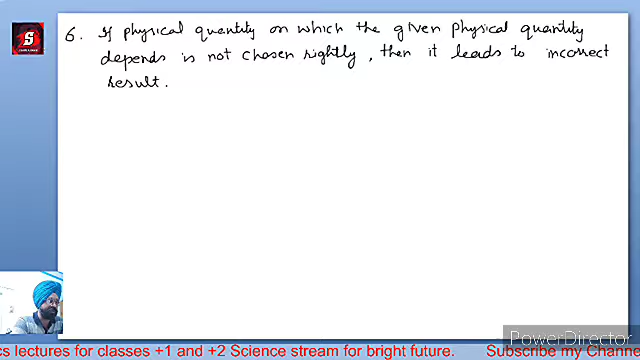 6. If physical quantity on which the given physical quantity
depends is not chosen rightly, then it leads to incorrect
result.
S
PowerDirector
cs lectures for classes +1 and +2 Science stream for bright future. Subscribe my Channe